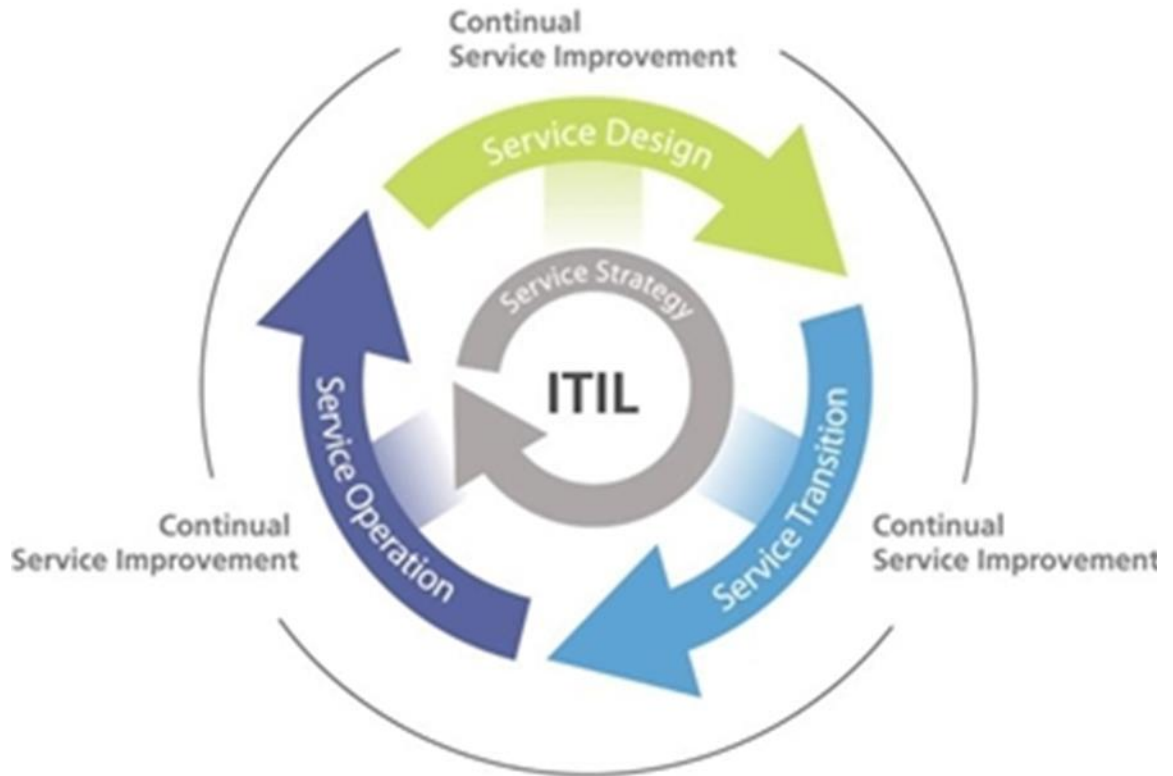 Continual
Service Improvement
Service Design
Service Strategy
ITIL
Service Operation
Service Transition
Continual
Service Improvement
Continual
Service Improvement